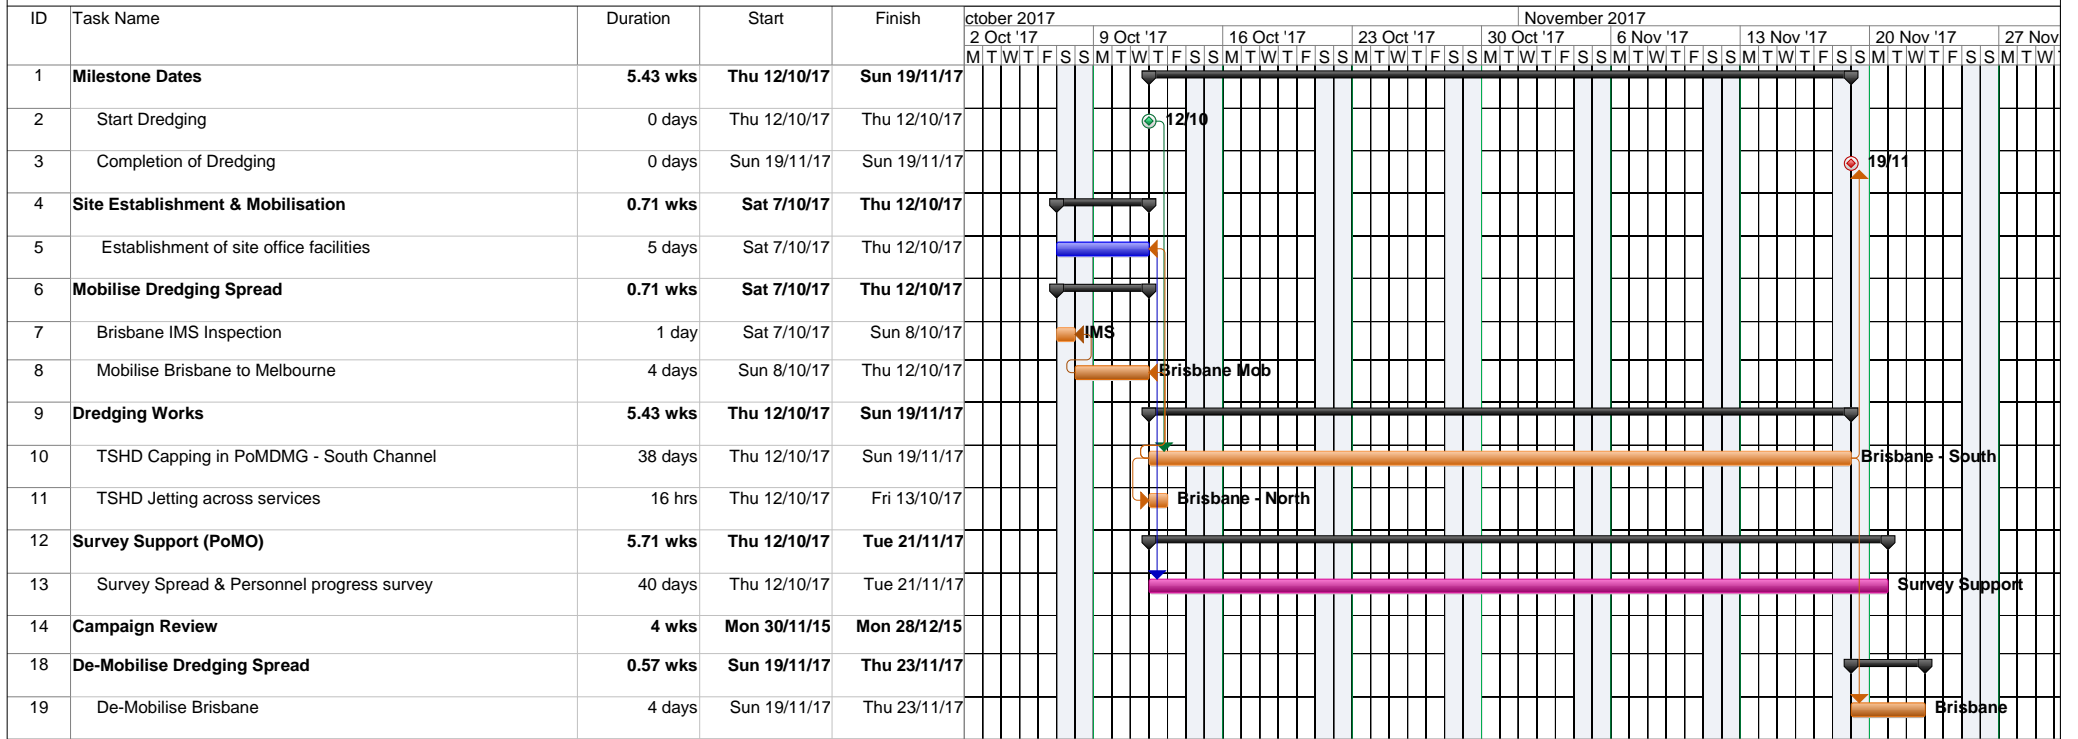 ID Task Name Duration Start Finish ctober 2017 November 2017
2 Oct '17 9 Oct '17 16 Oct '17 23 Oct '17 30 Oct '17 6 Nov '17 13 Nov '17 20 Nov '17 27 Nov
M T W T F S S M T W T F S S M T W T F S S M T W T F S S M T W T F S S M T W T F S S M T W T F S S M T W T F S S M T W T
1 Milestone Dates 5.43 wks Thu 12/10/17 Sun 19/11/17
2 Start Dredging 0 days Thu 12/10/17 Thu 12/10/17 12/10
3 Completion of Dredging 0 days Sun 19/11/17 Sun 19/11/17 19/11
4 Site Establishment & Mobilisation 0.71 wks Sat 7/10/17 Thu 12/10/17
5 Establishment of site office facilities 5 days Sat 7/10/17 Thu 12/10/17
6 Mobilise Dredging Spread 0.71 wks Sat 7/10/17 Thu 12/10/17
7 Brisbane IMS Inspection 1 day Sat 7/10/17 Sun 8/10/17 IMS
8 Mobilise Brisbane to Melbourne 4 days Sun 8/10/17 Thu 12/10/17 Brisbane Mob
9 Dredging Works 5.43 wks Thu 12/10/17 Sun 19/11/17
10 TSHD Capping in PoMDMG - South Channel 38 days Thu 12/10/17 Sun 19/11/17 Brisbane - South
11 TSHD Jetting across services 16 hrs Thu 12/10/17 Fri 13/10/17 Brisbane - North
12 Survey Support (PoMO) 5.71 wks Thu 12/10/17 Tue 21/11/17
13 Survey Spread & Personnel progress survey 40 days Thu 12/10/17 Tue 21/11/17 Survey Support
14 Campaign Review 4 wks Mon 30/11/15 Mon 28/12/15
18 De-Mobilise Dredging Spread 0.57 wks Sun 19/11/17 Thu 23/11/17
19 De-Mobilise Brisbane 4 days Sun 19/11/17 Thu 23/11/17 Brisbane